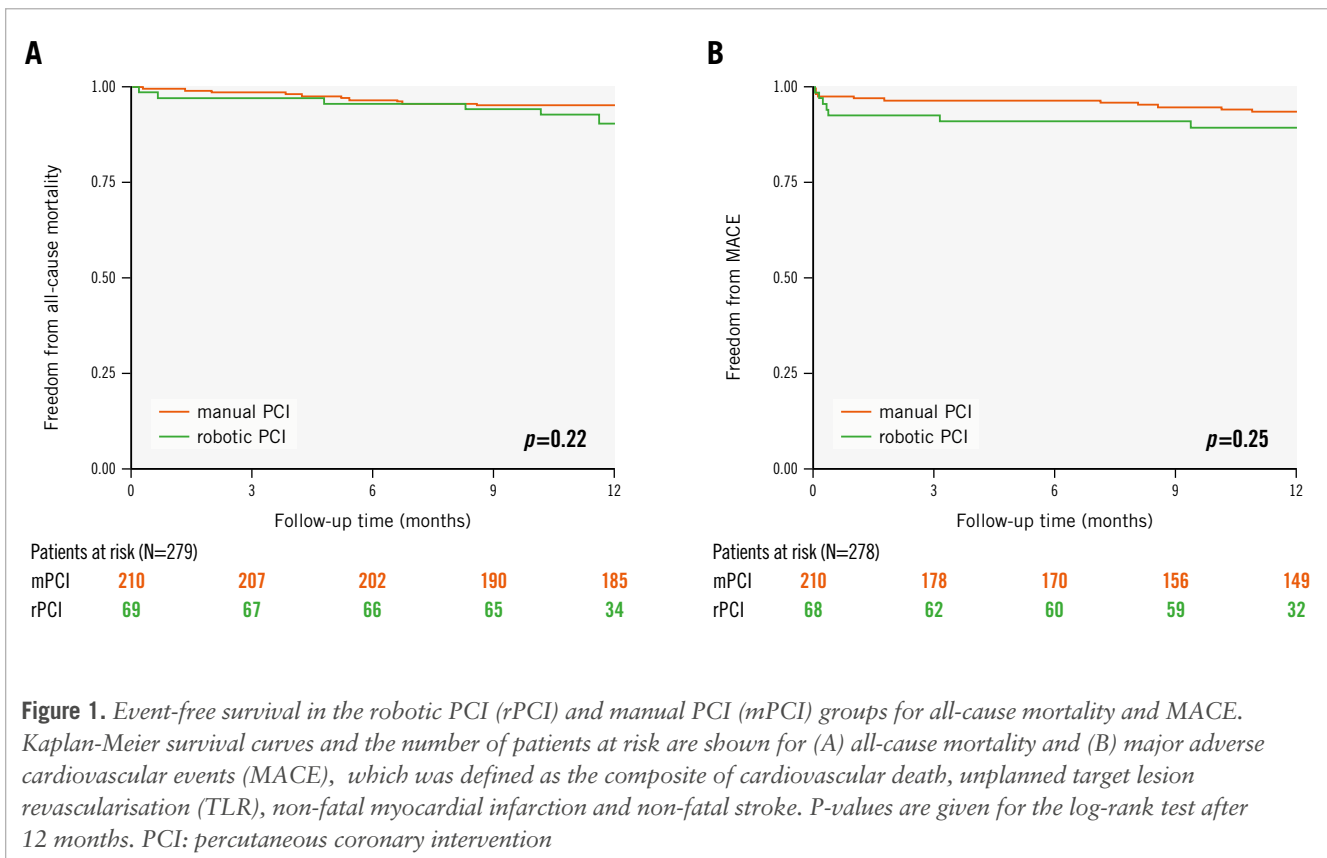 A
1.00
0.75
0.50
0.25
0.00
Freedom from all-cause mortality
manual PCI
robotic PCI
p=0.22
0 3 6 9 12
Follow-up time (months)
Patients at risk (N=279)
mPCI 210 207 202 190 185
rPCI 69 67 66 65 34
B
1.00
0.75
0.50
0.25
0.00
Freedom from MACE
manual PCI
robotic PCI
p=0.25
0 3 6 9 12
Follow-up time (months)
Patients at risk (N=278)
mPCI 210 178 170 156 149
rPCI 68 62 60 59 32
Figure 1. Event-free survival in the robotic PCI (rPCI) and manual PCI (mPCI) groups for all-cause mortality and MACE.
Kaplan-Meier survival curves and the number of patients at risk are shown for (A) all-cause mortality and (B) major adverse
cardiovascular events (MACE), which was defined as the composite of cardiovascular death, unplanned target lesion
revascularisation (TLR), non-fatal myocardial infarction and non-fatal stroke. P-values are given for the log-rank test after
12 months. PCI: percutaneous coronary intervention